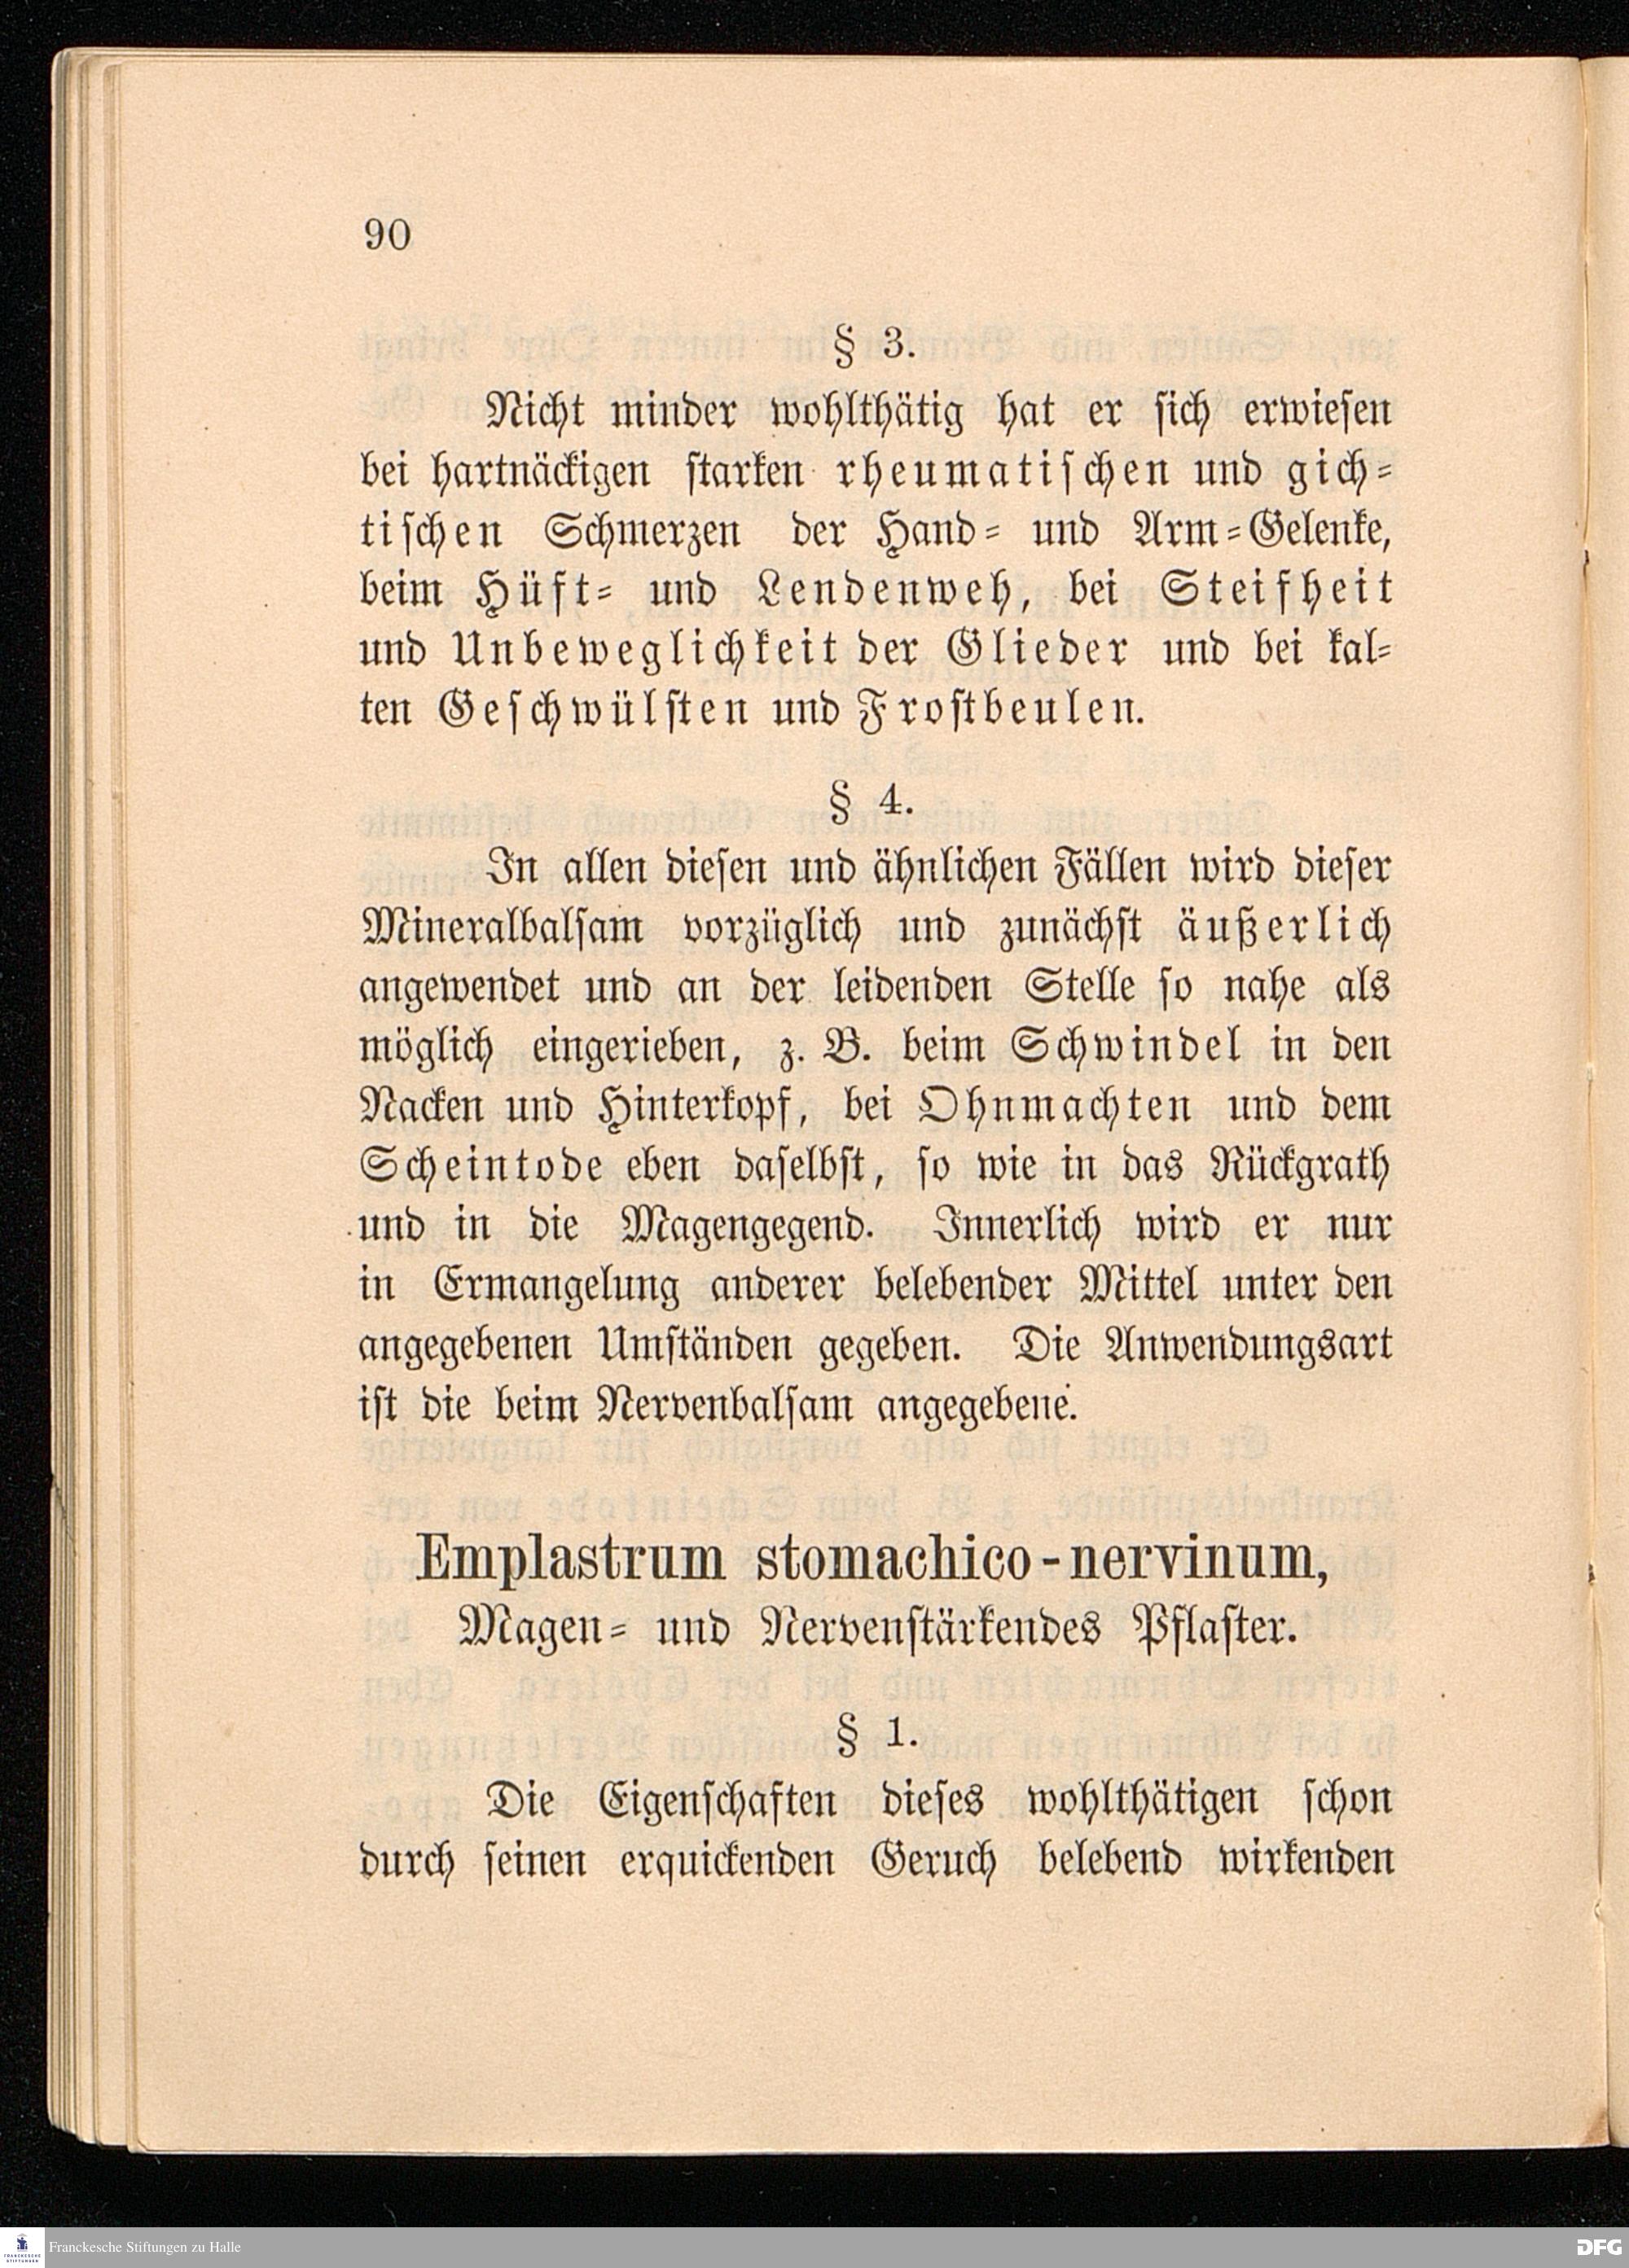 90
§ 3.
Nicht minder wohlthätig hat er sich erwiesen
bei hartnäckigen starken rheumatischen und gich-
tischen Schmerzen der Hand- und Arm-Gelenke,
beim Hüft- und Lendenweh, bei Steifheit
und Unbeweglichkeit der Glieder und bei kal-
ten Geschwülsten und Frostbeulen.
§ 4.
In allen diesen und ähnlichen Fällen wird dieser
Mineralbalsam vorzüglich und zunächst äußerlich
angewendet und an der leidenden Stelle so nahe als
möglich eingerieben, z. B. beim Schwindel in den
Nacken und Hinterkopf, bei Ohnmachten und dem
Scheintode eben daselbst, so wie in das Rückgrath
und in die Magengegend. Innerlich wird er nur
in Ermangelung anderer belebender Mittel unter den
angegebenen Umständen gegeben. Die Anwendungsart
ist die beim Nervenbalsam angegebene.
Emplastrum stomachico-nervinum,
Magen- und Nervenstärkendes Pflaster.
§ 1.
Die Eigenschaften dieses wohlthätigen schon
durch seinen erquickenden Geruch belebend wirkenden
FRANCKESCHE
STIFTUNGEN
Franckesche Stiftungen zu Halle
DFG